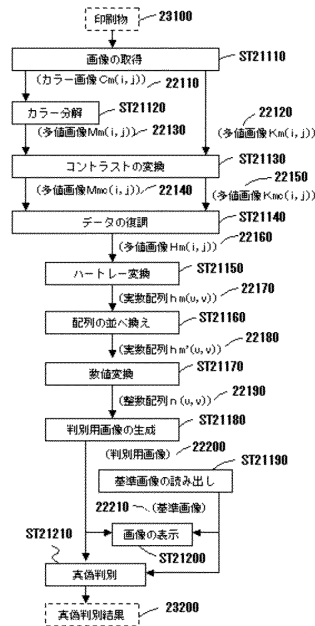 印刷物 23100
画像の取得 ST21110
(カラー画像Cm(i,j)) 22110
カラー分解 ST21120
(多値画像Mm(i,j)) 22130
22120
(多値画像Km(i,j))
コントラストの変換 ST21130
(多値画像Mmc(i,j)) 22140
22150
(多値画像Kmc(i,j))
データの復調 ST21140
(多値画像Hm(i,j)) 22160
ハートレー変換 ST21150
(実数配列hm(u,v)) 22170
配列の並べ換え ST21160
(実数配列hm'(u,v)) 22180
数値変換 ST21170
(整数配列n(u,v)) 22190
判別用画像の生成 ST21180
(判別用画像) 22200
ST21190
基準画像の読み出し
22210 (基準画像)
画像の表示
ST21200
ST21210
真偽判別
真偽判別結果 23200